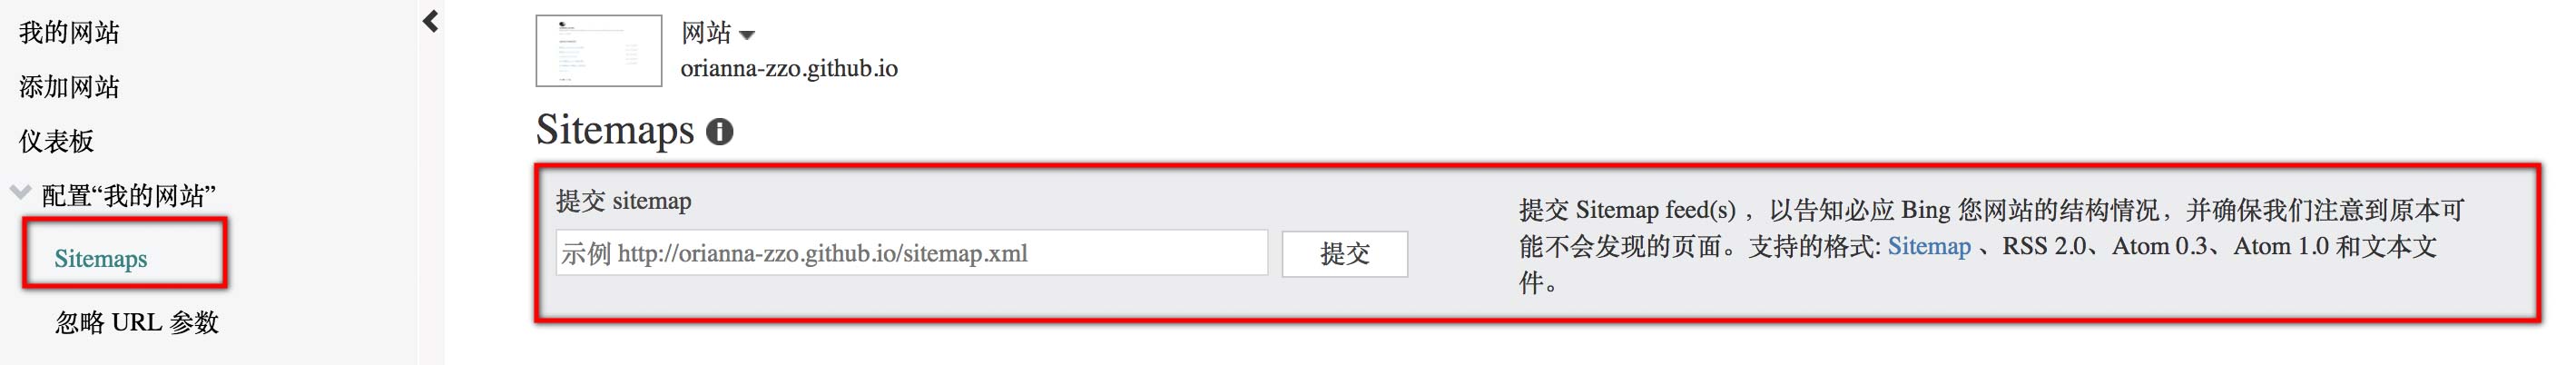 我的网站
添加网站
仪表板
配置“我的网站”
Sitemaps
忽略 URL 参数
网站
orianna-zzo.github.io
Sitemaps
提交 sitemap
示例 http://orianna-zzo.github.io/sitemap.xml
提交
提交 Sitemap feed(s) ，以告知必应 Bing 您网站的结构情况，并确保我们注意到原本可
能不会发现的页面。支持的格式: Sitemap 、RSS 2.0、Atom 0.3、Atom 1.0 和文本文
件。